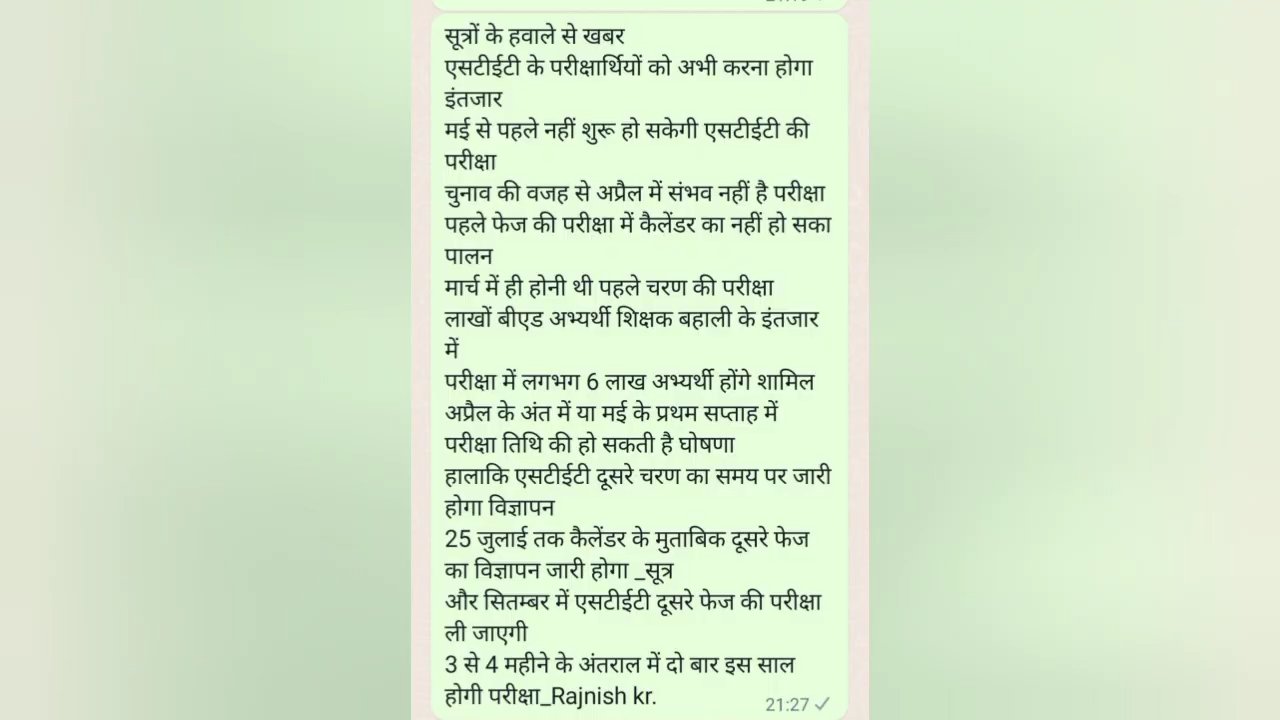 सूत्रों के हवाले से खबर
एसटीईटी के परीक्षार्थियों को अभी करना होगा
इंतजार
मई से पहले नहीं शुरू हो सकेगी एसटीईटी की
परीक्षा
चुनाव की वजह से अप्रैल में संभव नहीं है परीक्षा
पहले फेज की परीक्षा में कैलेंडर का नहीं हो सका
पालन
मार्च में ही होनी थी पहले चरण की परीक्षा
लाखों बीएड अभ्यर्थी शिक्षक बहाली के इंतजार
में
परीक्षा में लगभग 6 लाख अभ्यर्थी होंगे शामिल
अप्रैल के अंत में या मई के प्रथम सप्ताह में
परीक्षा तिथि की हो सकती है घोषणा
हालाकि एसटीईटी दूसरे चरण का समय पर जारी
होगा विज्ञापन
25 जुलाई तक कैलेंडर के मुताबिक दूसरे फेज
का विज्ञापन जारी होगा _सूत्र
और सितम्बर में एसटीईटी दूसरे फेज की परीक्षा
ली जाएगी
3 से 4 महीने के अंतराल में दो बार इस साल
होगी परीक्षा_Rajnish kr.
21:27